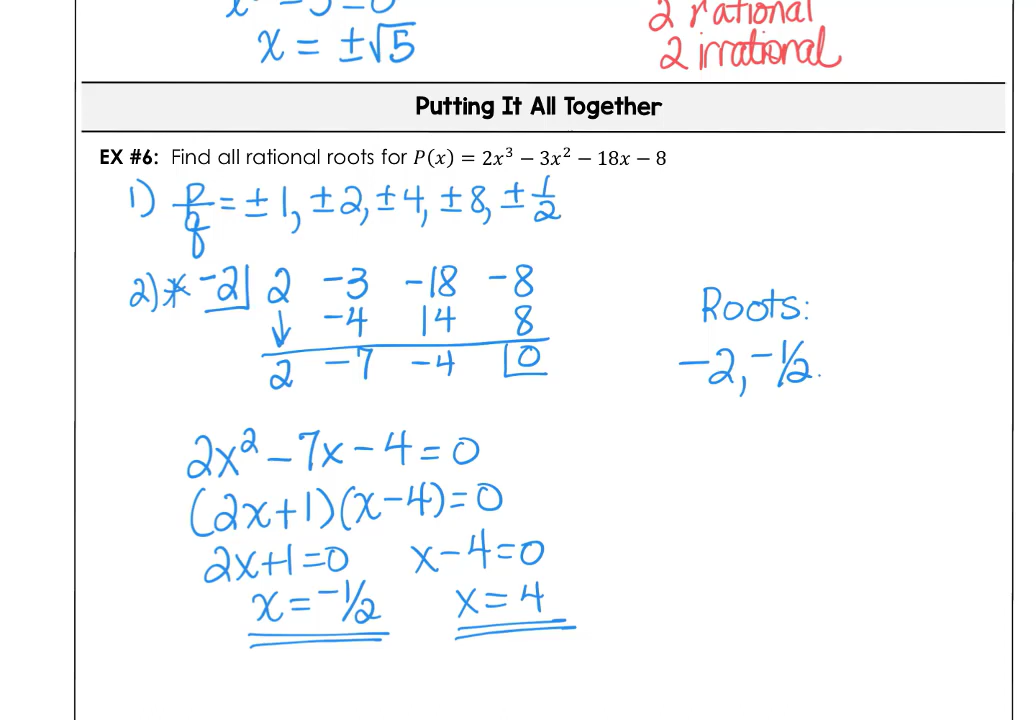 x² - 5 = 0
x = ±√5
2 rational
2 irrational
Putting It All Together
EX #6: Find all rational roots for P(x) = 2x³ − 3x² − 18x − 8
1) p/q = ± 1, ± 2, ± 4, ± 8, ± 1/2
2) * -2| 2 -3 -18 -8
↓ -4 14 8
2 -7 -4 |0
Roots:
-2, -1/2.
2x² - 7x - 4 = 0
(2x+1)(x-4)=0
2x+1=0 x-4=0
x = -1/2 x = 4